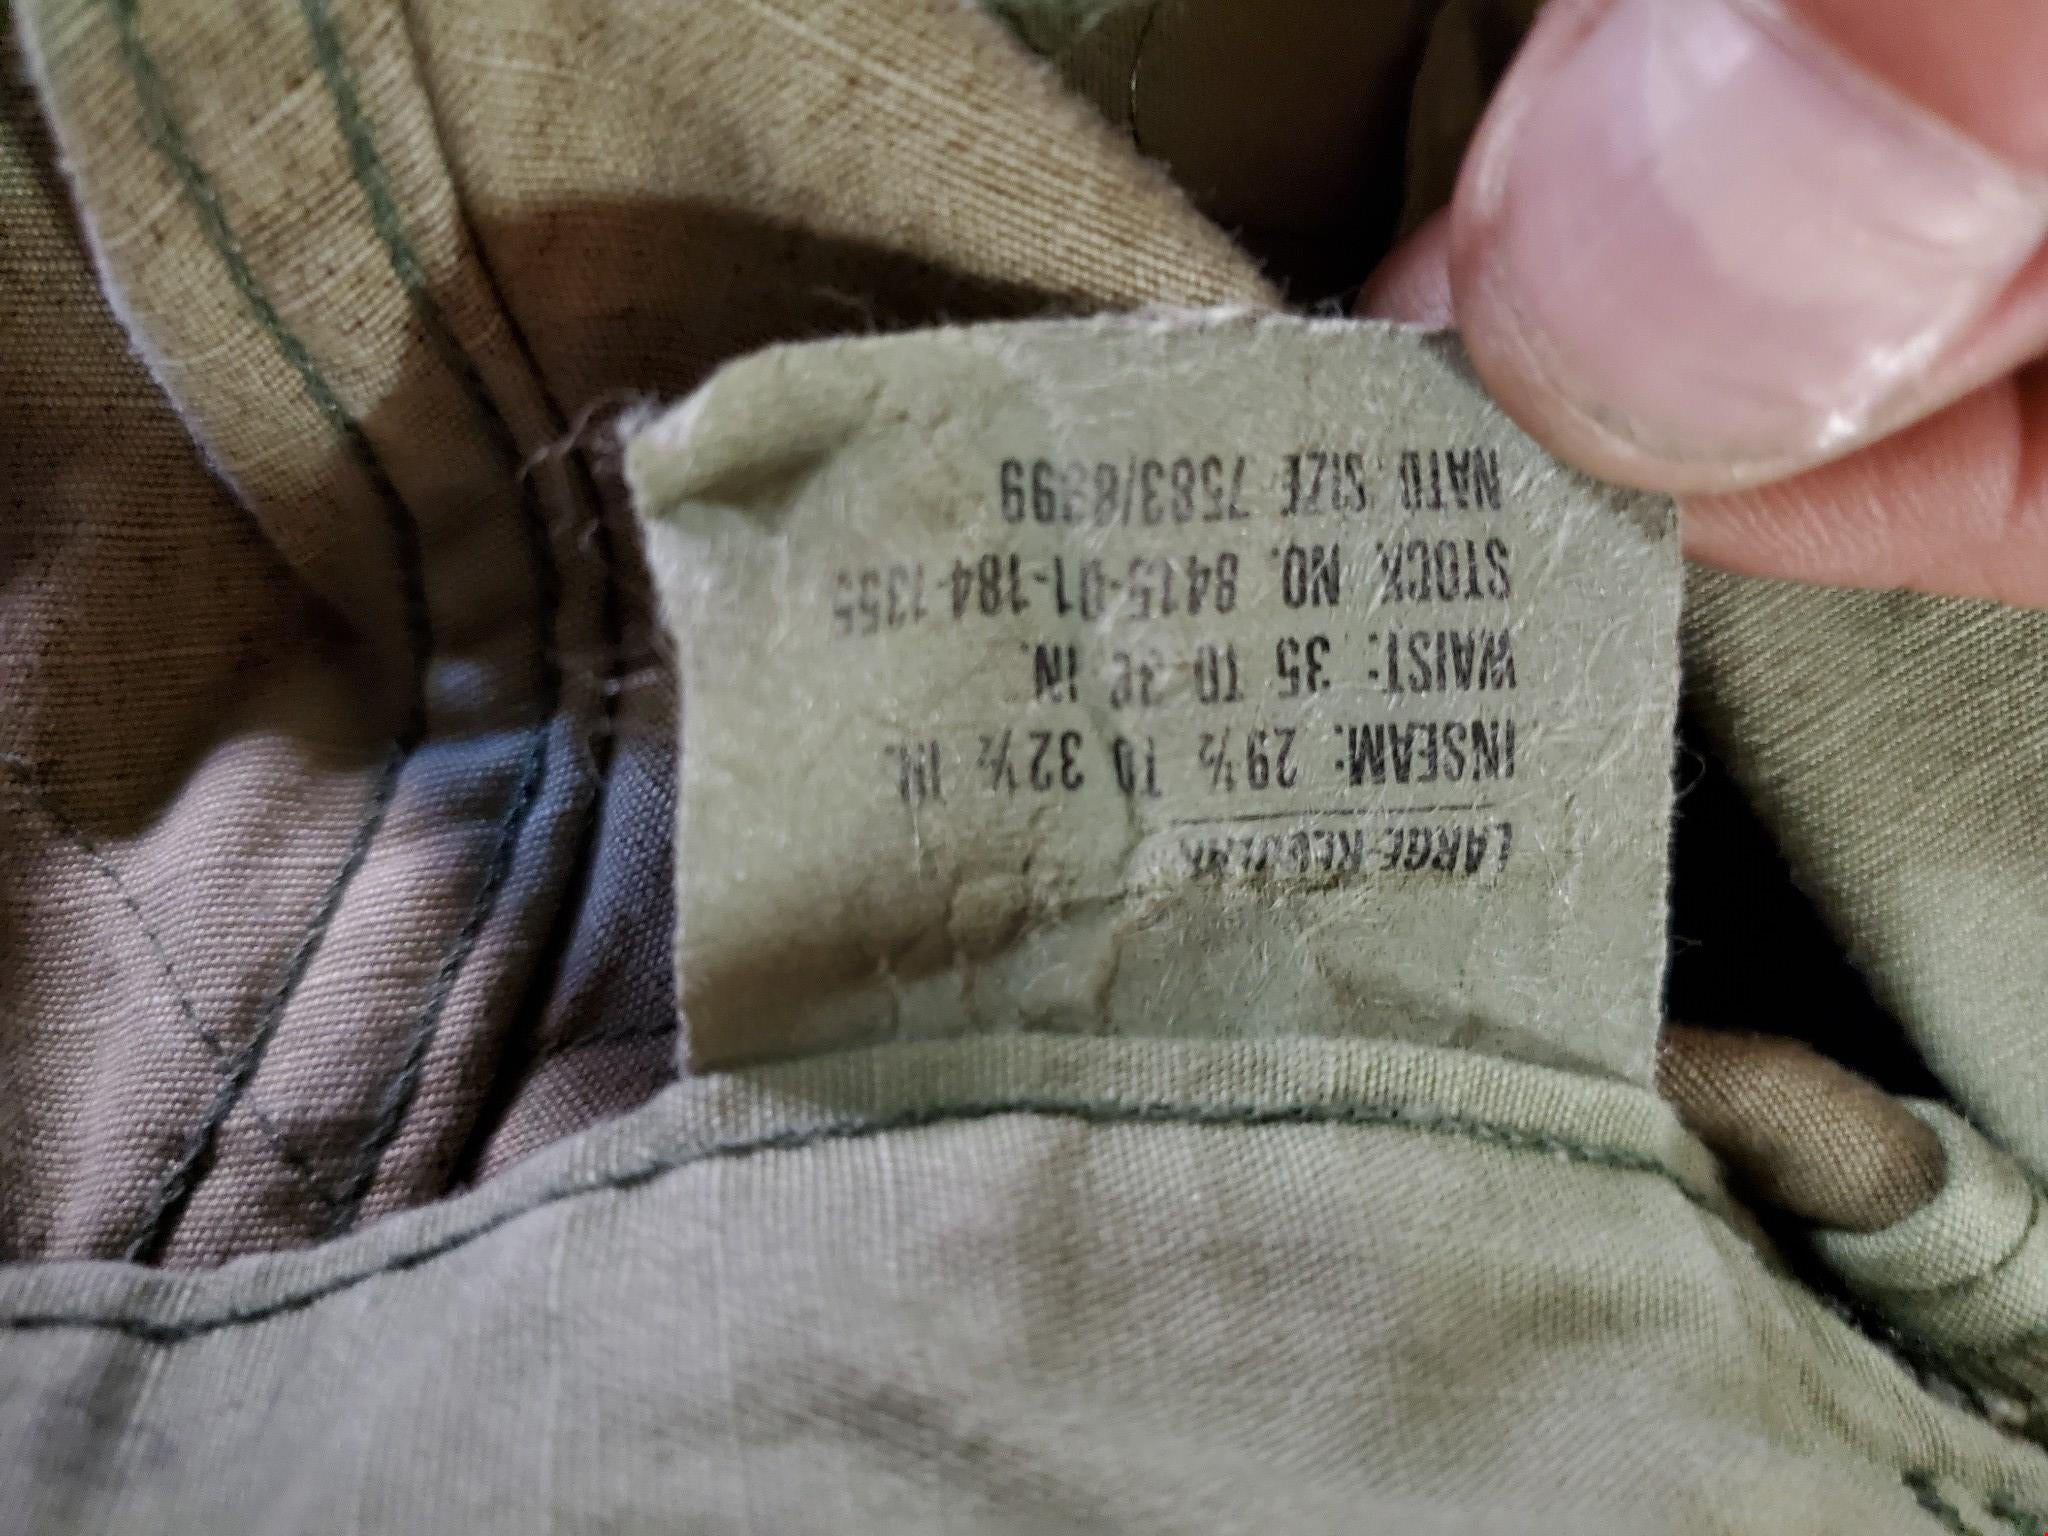 LARGE-REGULAR
INSEAM: 29½ TO 32½ IN.
WAIST: 35 TO 39 IN.
STOCK NO. 8415-01-184-1355
NATO SIZE 7583/8999